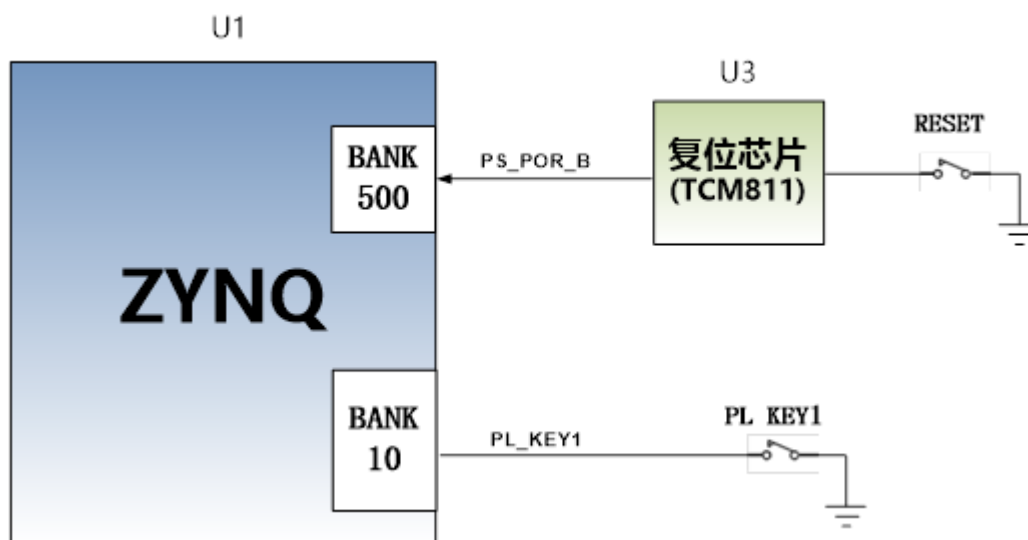 U1
U3
RESET
BANK
500
PS_POR_B
复位芯片
(TCM811)
ZYNQ
BANK
10
PL_KEY1
PL KEY1